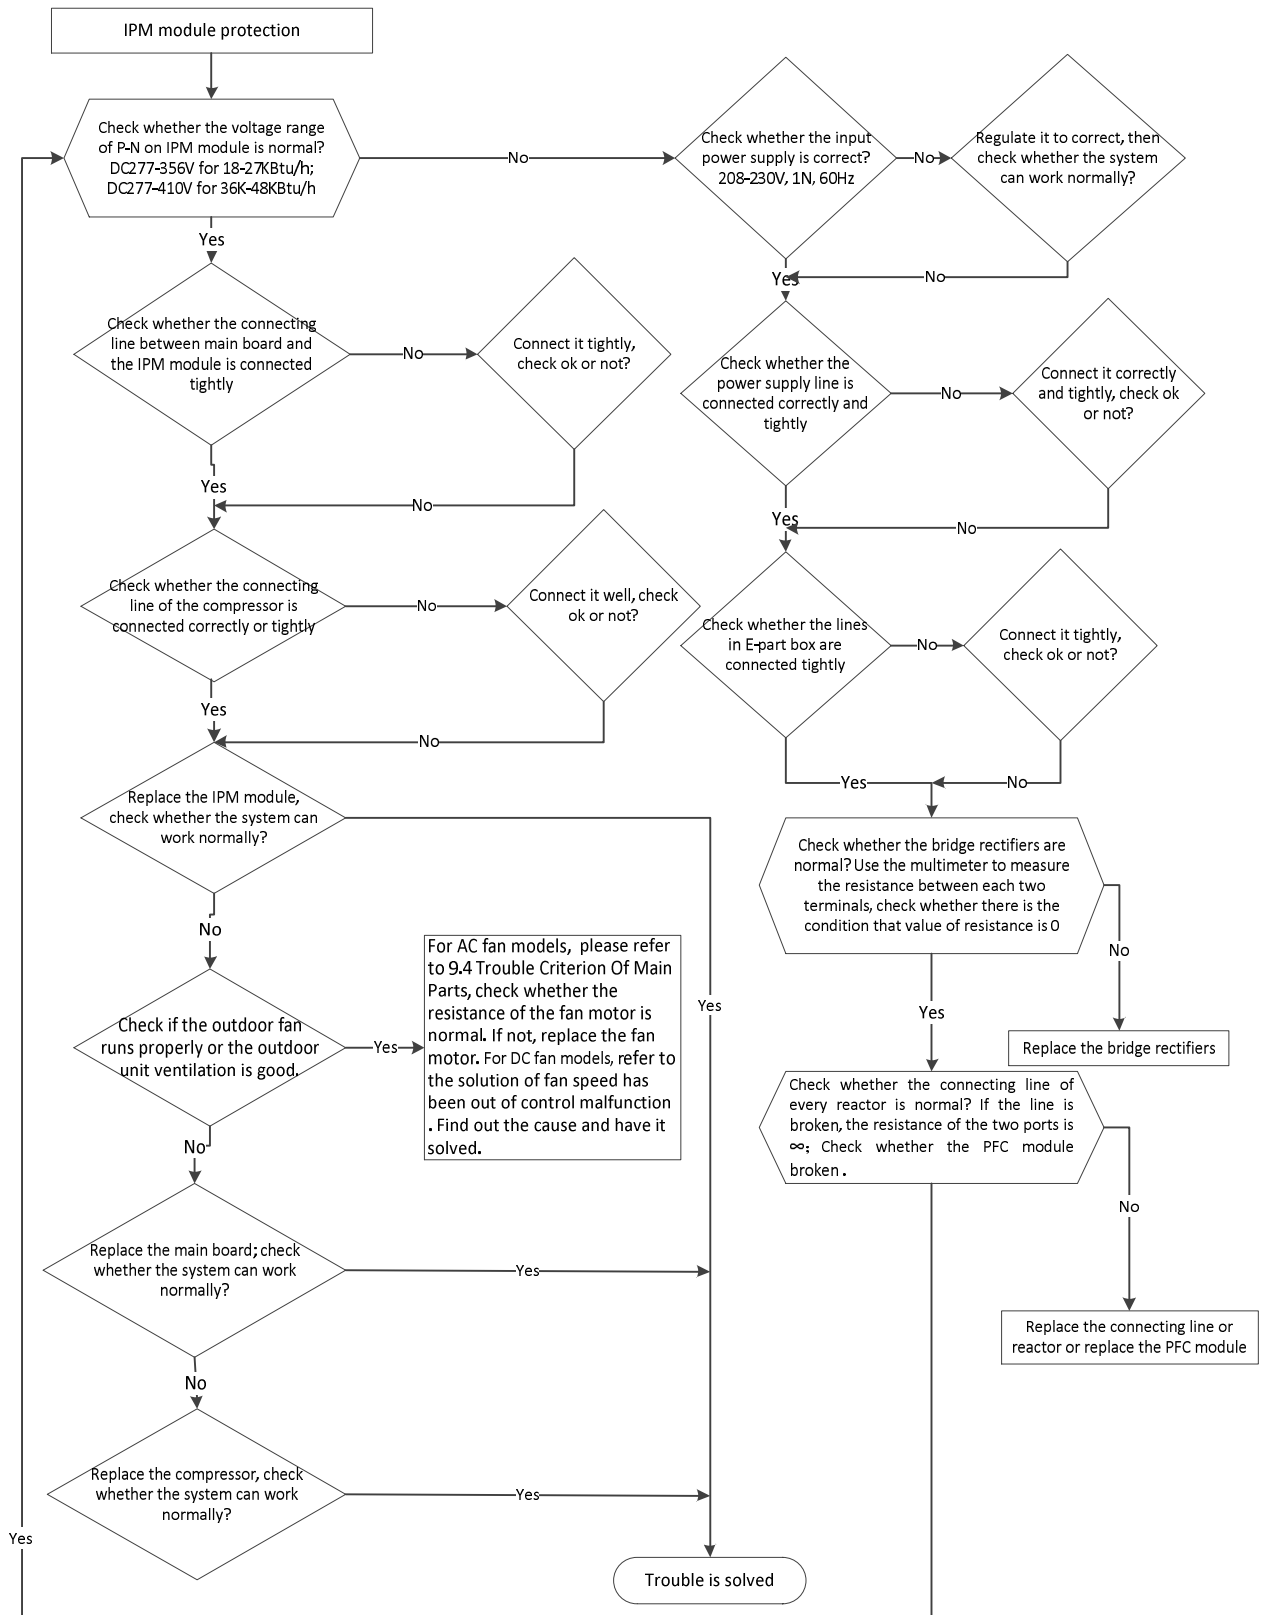 IPM module protection
Check whether the voltage range
of P-N on IPM module is normal?
DC277-356V for 18-27KBtu/h;
DC277-410V for 36K-48KBtu/h
No
Check whether the input
power supply is correct?
208-230V, 1N, 60Hz
No
Regulate it to correct, then
check whether the system
can work normally?
Yes
Yes
No
Check whether the connecting
line between main board and
the IPM module is connected
tightly
No
Connect it tightly,
check ok or not?
Check whether the
power supply line is
connected correctly and
tightly
No
Connect it correctly
and tightly, check ok
or not?
Yes
No
Yes
No
Check whether the connecting
line of the compressor is
connected correctly or tightly
No
Connect it well, check
ok or not?
Check whether the lines
in E-part box are
connected tightly
No
Connect it tightly,
check ok or not?
Yes
No
Yes
No
Replace the IPM module,
check whether the system can
work normally?
Check whether the bridge rectifiers are
normal? Use the multimeter to measure
the resistance between each two
terminals, check whether there is the
condition that value of resistance is 0
No
No
Yes
Yes
Check if the outdoor fan
runs properly or the outdoor
unit ventilation is good.
Yes
For AC fan models, please refer
to 9.4 Trouble Criterion Of Main
Parts, check whether the
resistance of the fan motor is
normal. If not, replace the fan
motor. For DC fan models, refer to
the solution of fan speed has
been out of control malfunction
. Find out the cause and have it
solved.
Replace the bridge rectifiers
Check whether the connecting line of
every reactor is normal? If the line is
broken, the resistance of the two ports is
∞; Check whether the PFC module
broken .
No
No
Replace the main board; check
whether the system can work
normally?
Yes
Replace the connecting line or
reactor or replace the PFC module
No
Replace the compressor, check
whether the system can work
normally?
Yes
Yes
Trouble is solved